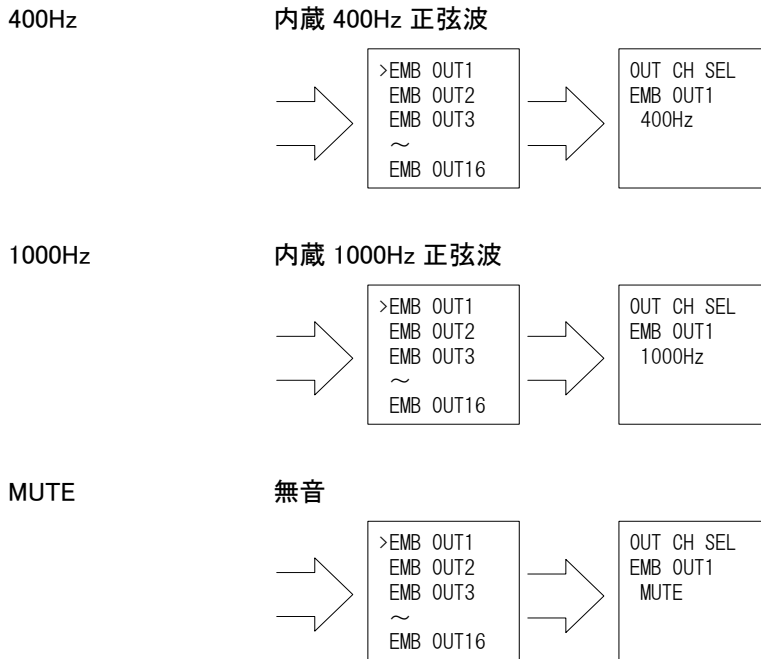 400Hz 内蔵 400Hz 正弦波
>EMB OUT1
EMB OUT2
EMB OUT3
～
EMB OUT16
OUT CH SEL
EMB OUT1
400Hz
1000Hz 内蔵 1000Hz 正弦波
>EMB OUT1
EMB OUT2
EMB OUT3
～
EMB OUT16
OUT CH SEL
EMB OUT1
1000Hz
MUTE 無音
>EMB OUT1
EMB OUT2
EMB OUT3
～
EMB OUT16
OUT CH SEL
EMB OUT1
MUTE